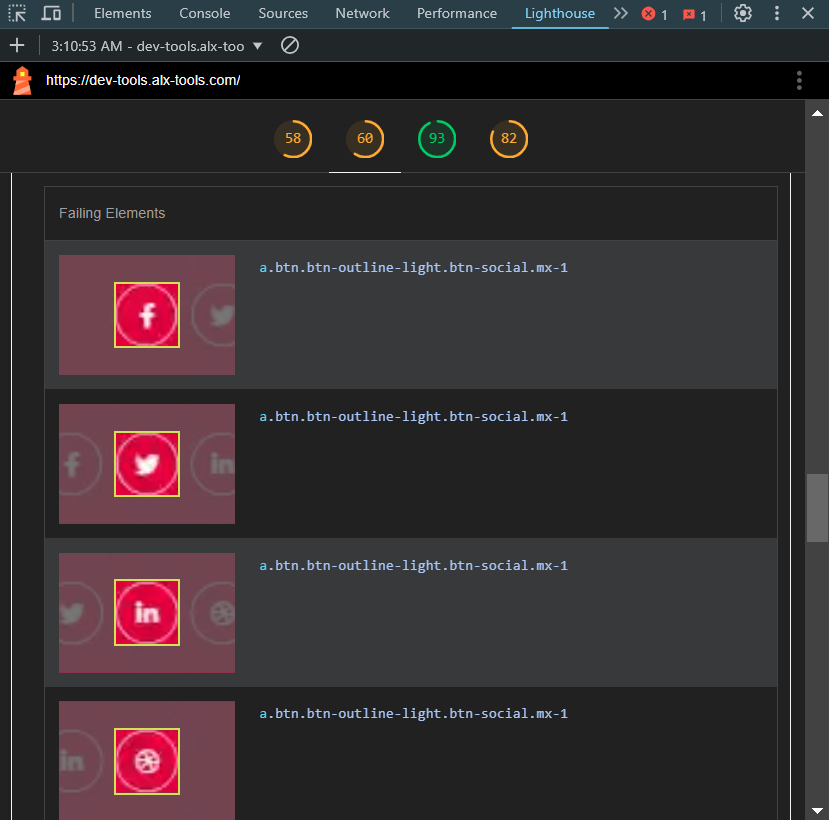 Elements Console Sources Network Performance Lighthouse 1 1
3:10:53 AM - dev-tools.alx-too
https://dev-tools.alx-tools.com/
58 60 93 82
Failing Elements
a.btn.btn-outline-light.btn-social.mx-1
a.btn.btn-outline-light.btn-social.mx-1
a.btn.btn-outline-light.btn-social.mx-1
a.btn.btn-outline-light.btn-social.mx-1